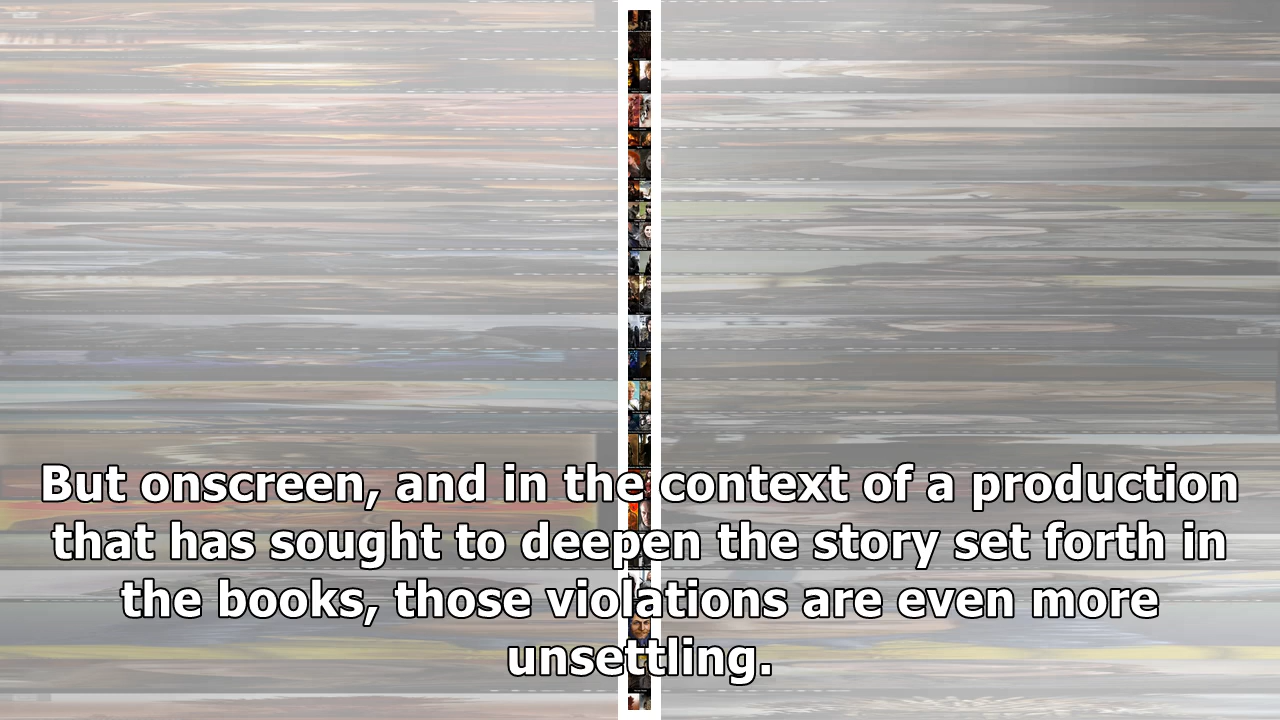 But onscreen, and in the context of a production
that has sought to deepen the story set forth in
the books, those violations are even more
unsettling.